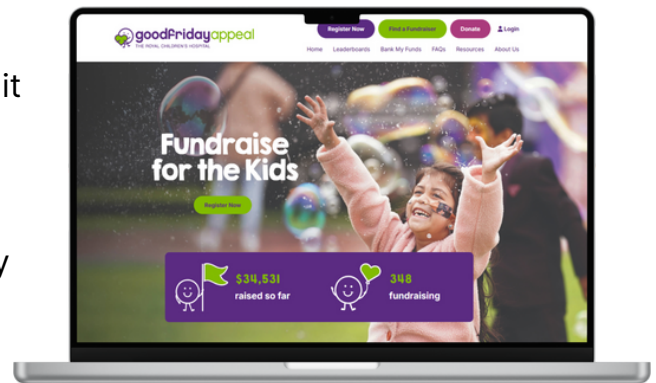 it
y
goodfridayappeal
THE ROYAL CHILDREN'S HOSPITAL
Register Now
Find a Fundraiser
Donate
Login
Home
Leaderboards
Bank My Funds
FAQs
Resources
About Us
Fundraise
for the Kids
Register Now
$34,531
raised so far
348
fundraising